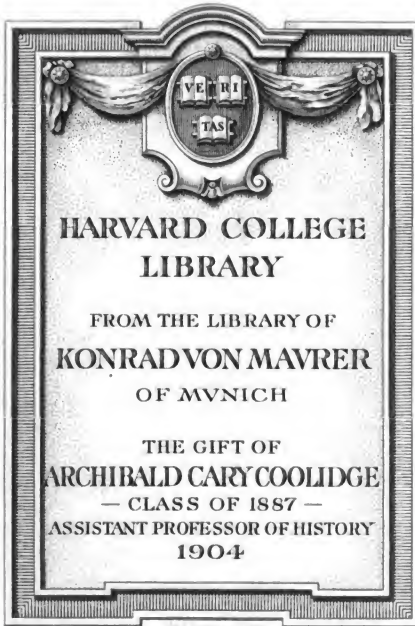 VE RI
TAS
HARVARD COLLEGE
LIBRARY
FROM THE LIBRARY OF
KONRAD VON MAVRER
OF MVNICH
THE GIFT OF
ARCHIBALD CARY COOLIDGE
— CLASS OF 1887 —
ASSISTANT PROFESSOR OF HISTORY
1904